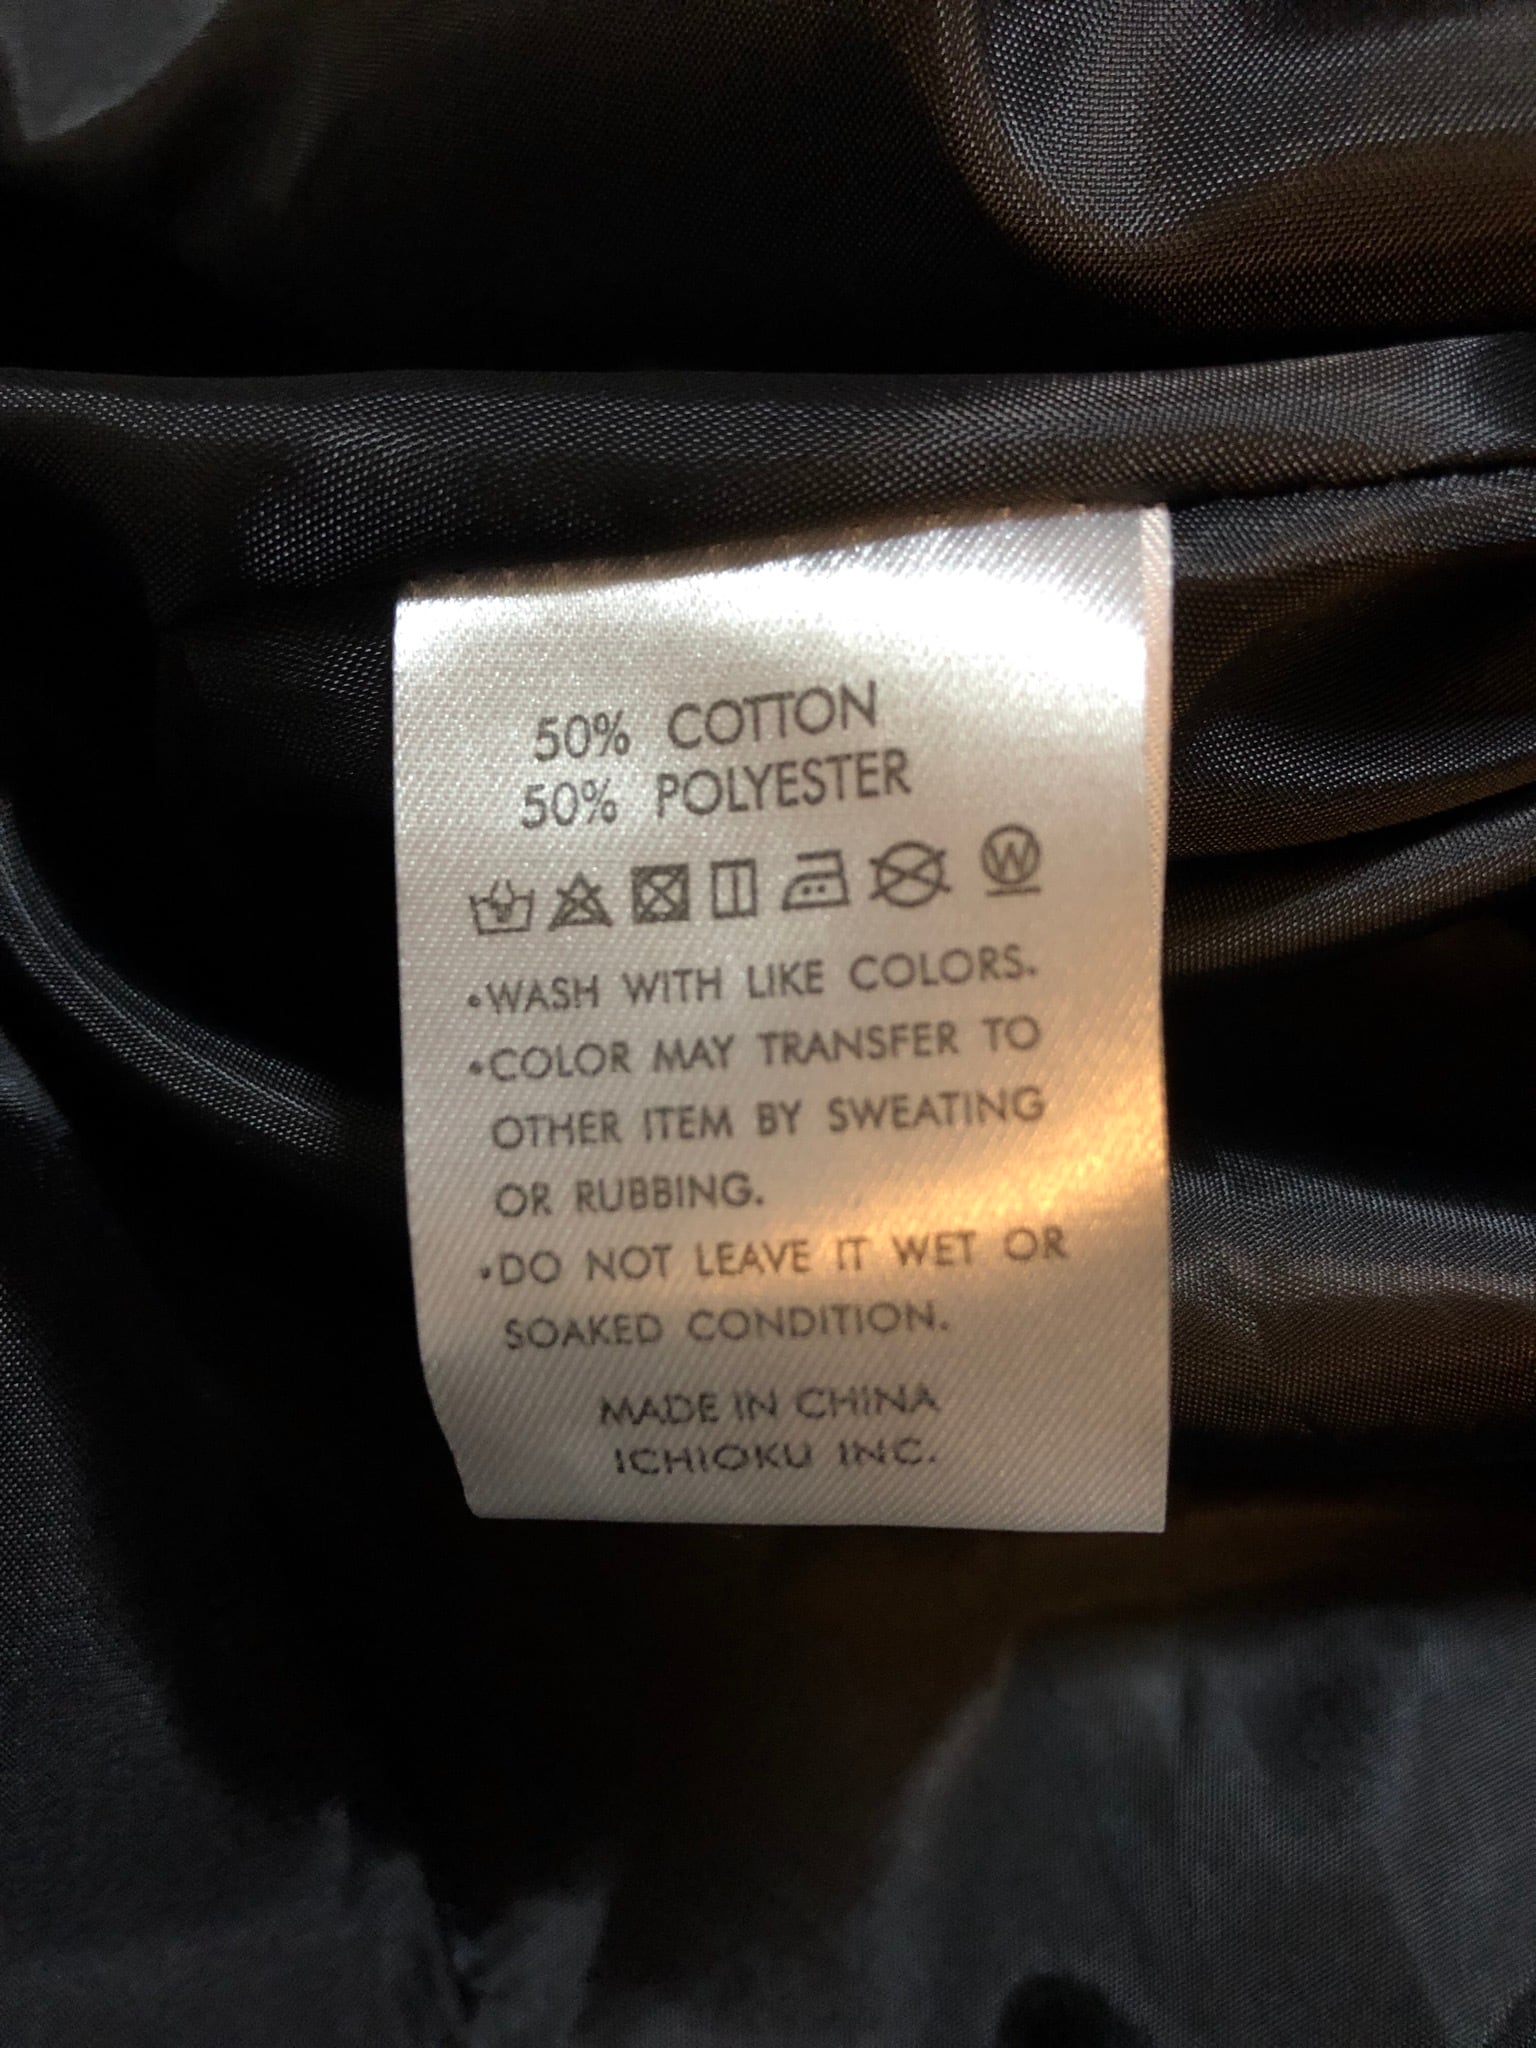 50% COTTON
50% POLYESTER
W
•WASH WITH LIKE COLORS.
•COLOR MAY TRANSFER TO
OTHER ITEM BY SWEATING
OR RUBBING.
•DO NOT LEAVE IT WET OR
SOAKED CONDITION.
MADE IN CHINA
ICHIOKU INC.